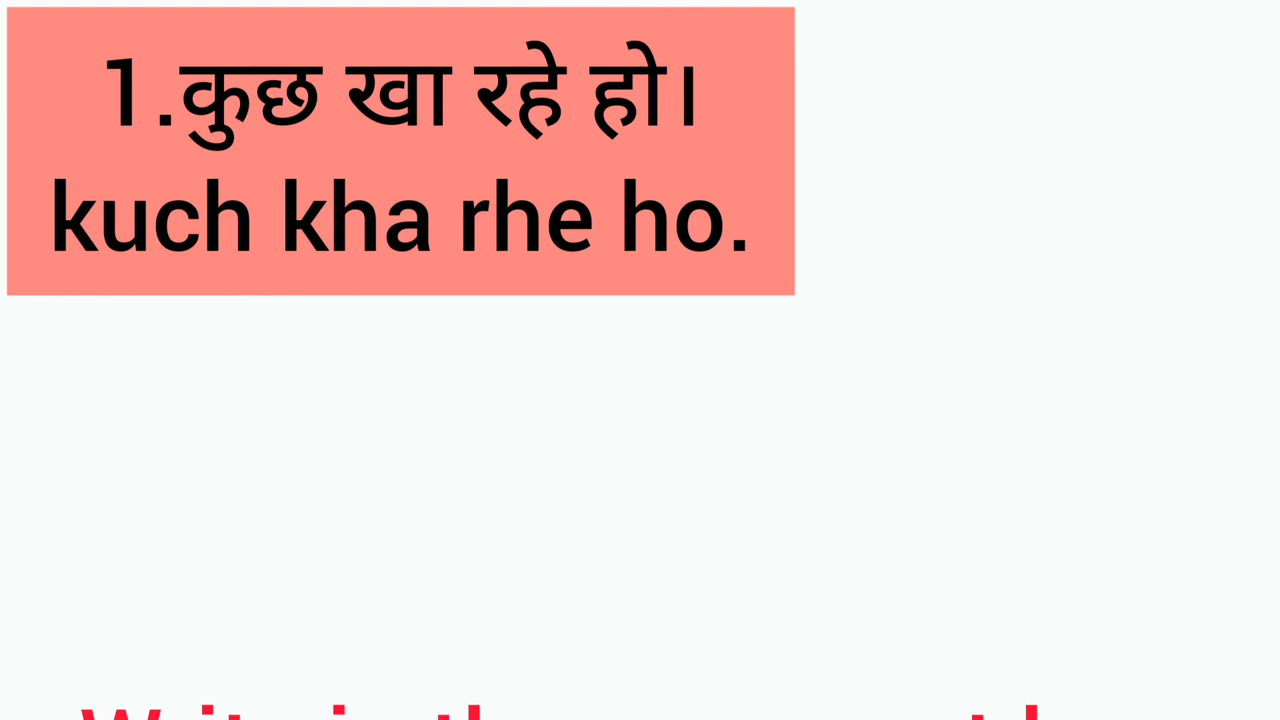 1.कुछ खा रहे हो।
kuch kha rhe ho.